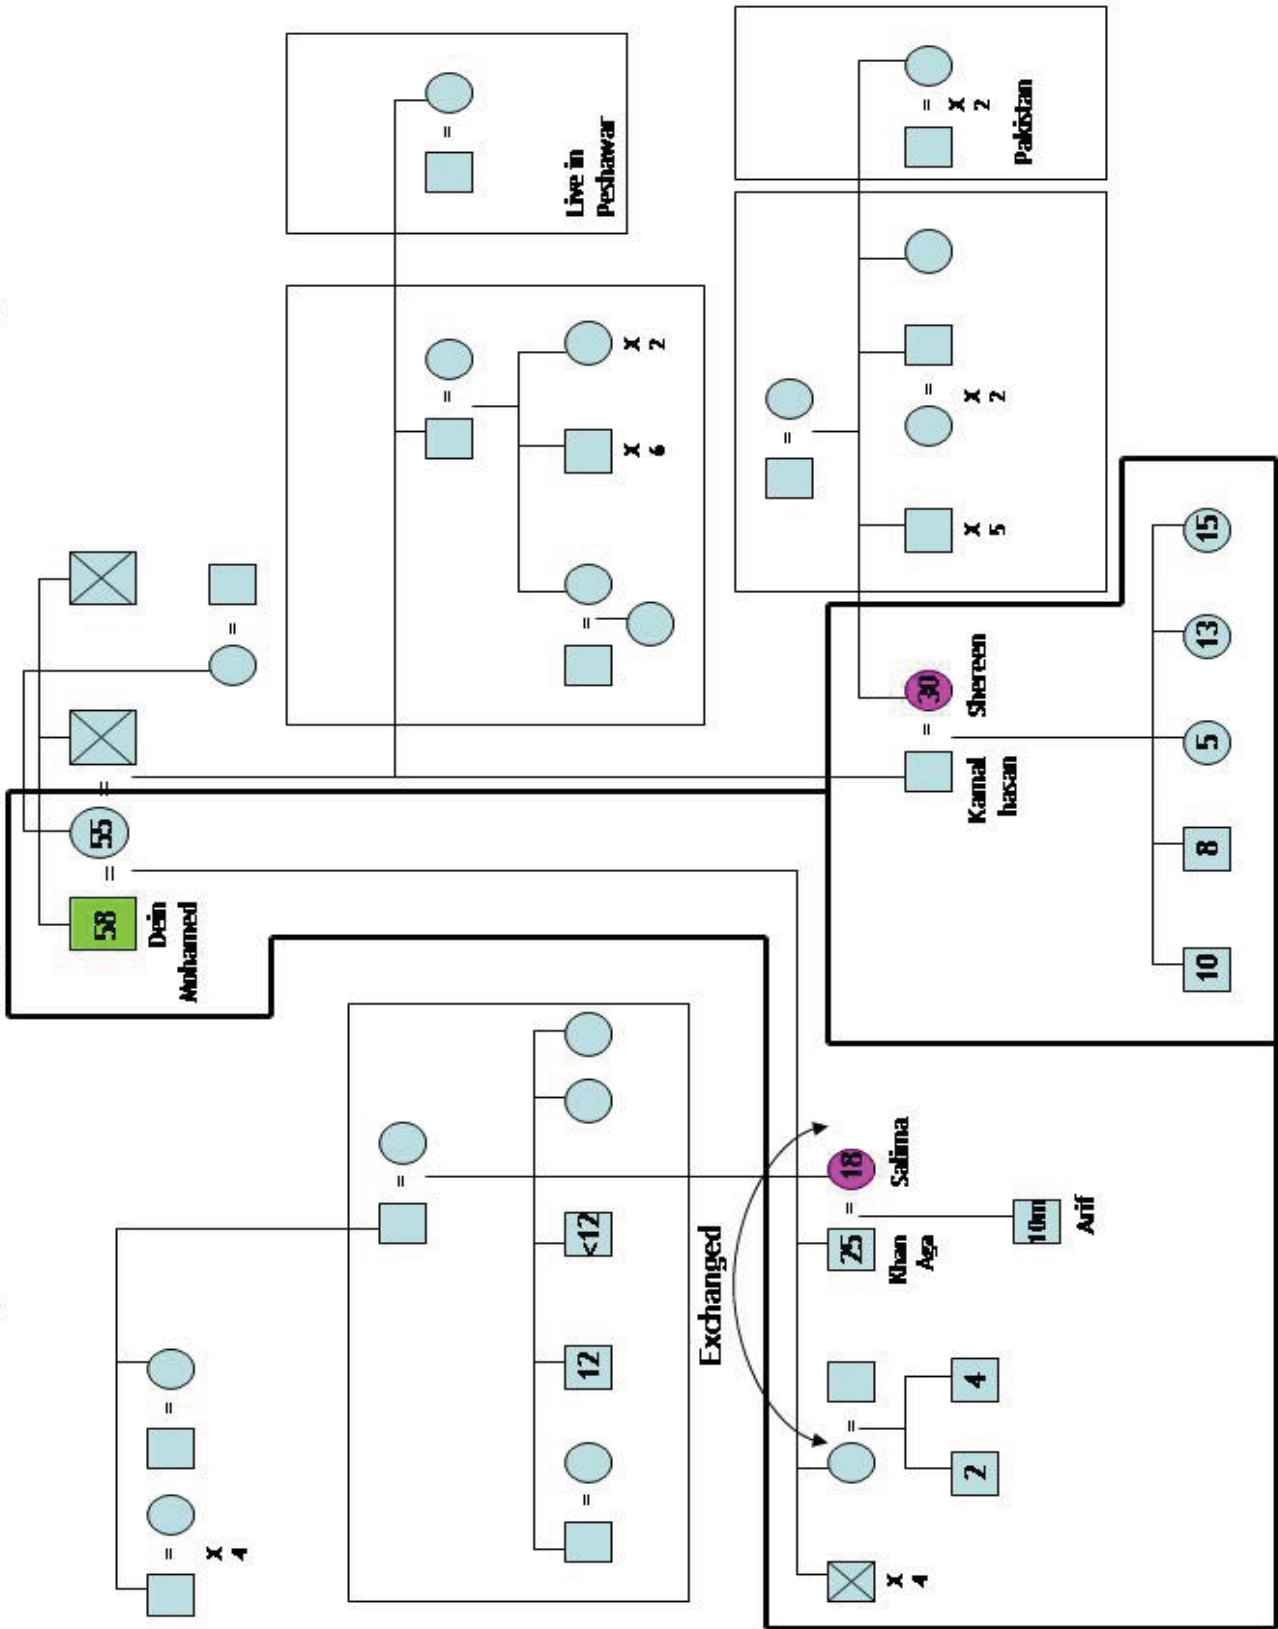 58
55
Dein
Mohamed
X
4
Live in
Peshawar
12
<12
X
6
X
2
Exchanged
25
18
X
4
Khan
Aga
Salima
30
2
4
Kamal
hasan
Shereen
X
5
X
2
X
2
Pakistan
10m
Arif
10
8
5
13
15